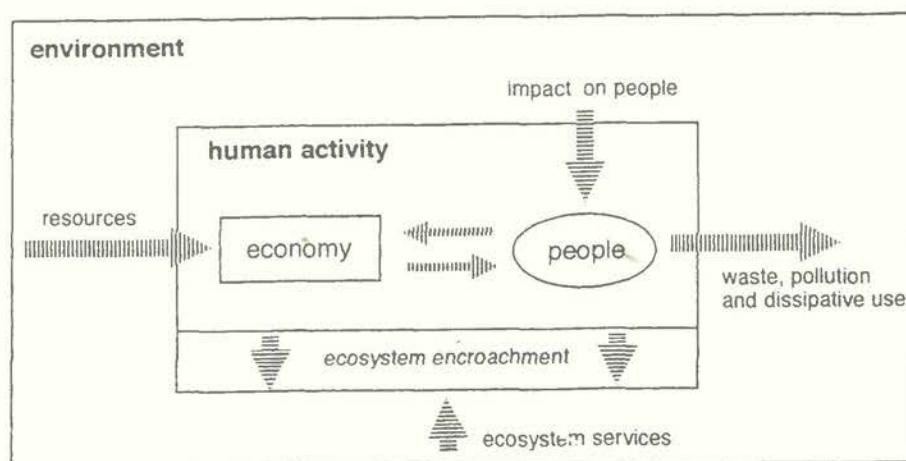 environment
impact on people
human activity
resources
economy
people
waste, pollution
and dissipative use
ecosystem encroachment
ecosystem services